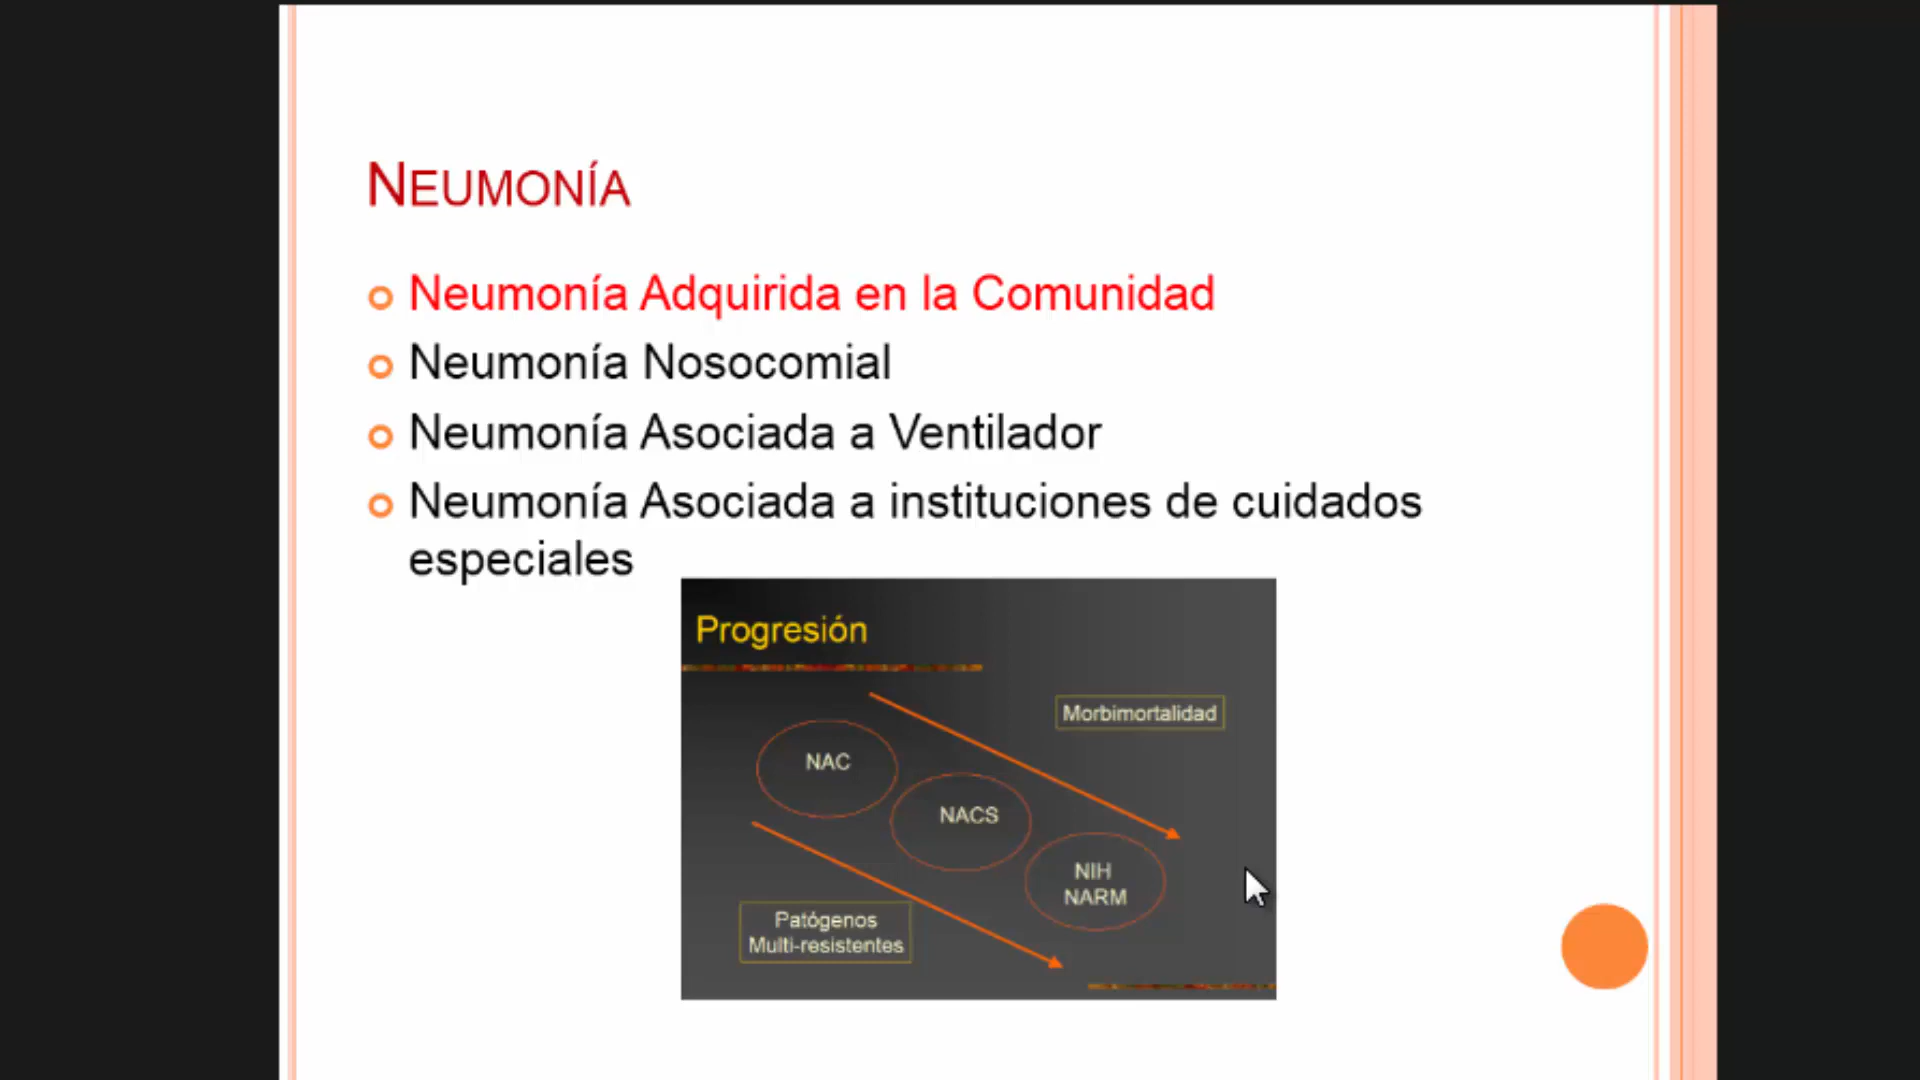 NEUMONÍA
Neumonía Adquirida en la Comunidad
Neumonía Nosocomial
Neumonía Asociada a Ventilador
Neumonía Asociada a instituciones de cuidados
especiales
Progresión
Morbimortalidad
NAC
NACS
NIH
NARM
Patógenos
Multi-resistentes